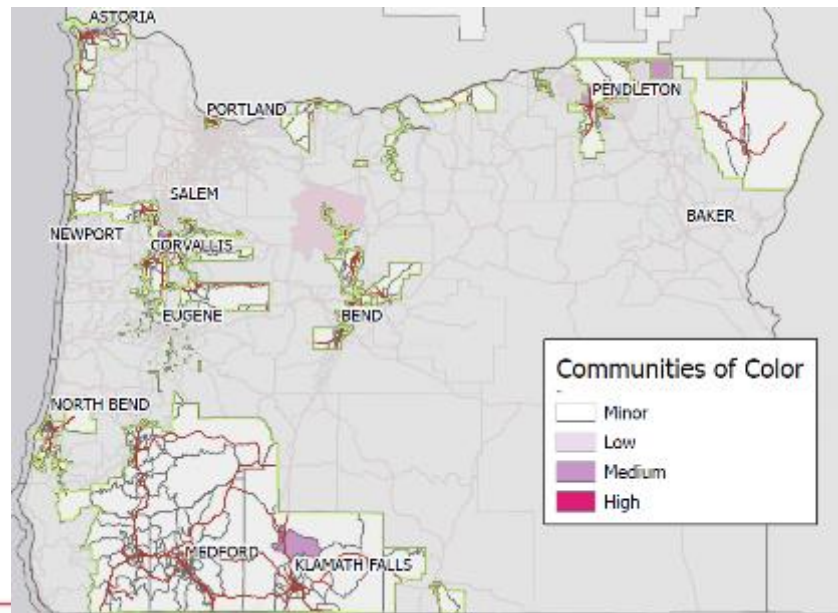 ASTORIA
PORTLAND
PENDLETON
SALEM
BAKER
NEWPORT
CORVALLIS
EUGENE
BEND
NORTH BEND
MEDFORD
KLAMATH FALLS
Communities of Color
Minor
Low
Medium
High